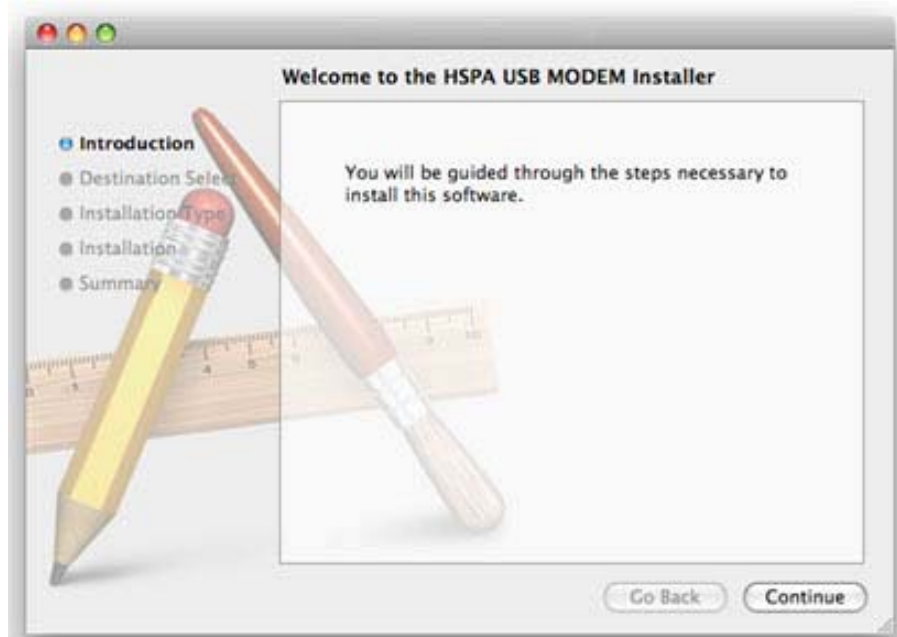 Welcome to the HSPA USB MODEM Installer
Introduction
Destination Select
Installation Type
Installation
Summary
You will be guided through the steps necessary to
install this software.
Go Back
Continue